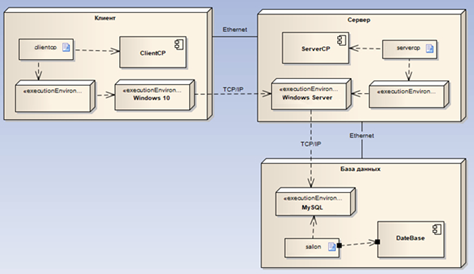 Клиент
clientcp
ClientCP
«executionEnviron...
«executionEnviron...
Windows 10
Ethernet
TCP/IP
Сервер
ServerCP
servercp
«executionEnviron...
Windows Server
«executionEnviron...
TCP/IP
Ethernet
База данных
«executionEnviron...
MySQL
salon
DateBase